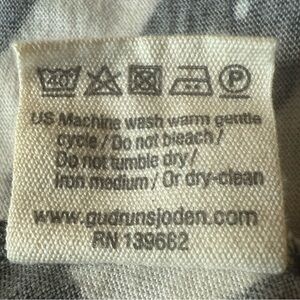 40 P
US Machine wash warm gentle
cycle / Do not bleach /
Do not tumble dry /
Iron medium / Or dry-clean
www.gudrunsjoden.com
RN 139662